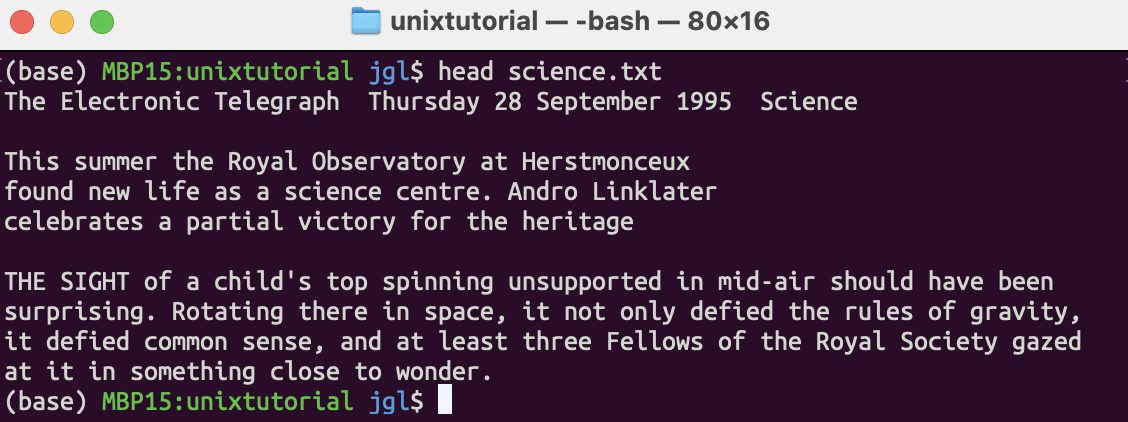 unixtutorial — -bash — 80×16
(base) MBP15:unixtutorial jgl$ head science.txt
The Electronic Telegraph  Thursday 28 September 1995  Science

This summer the Royal Observatory at Herstmonceux
found new life as a science centre. Andro Linklater
celebrates a partial victory for the heritage

THE SIGHT of a child's top spinning unsupported in mid-air should have been
surprising. Rotating there in space, it not only defied the rules of gravity,
it defied common sense, and at least three Fellows of the Royal Society gazed
at it in something close to wonder.
(base) MBP15:unixtutorial jgl$